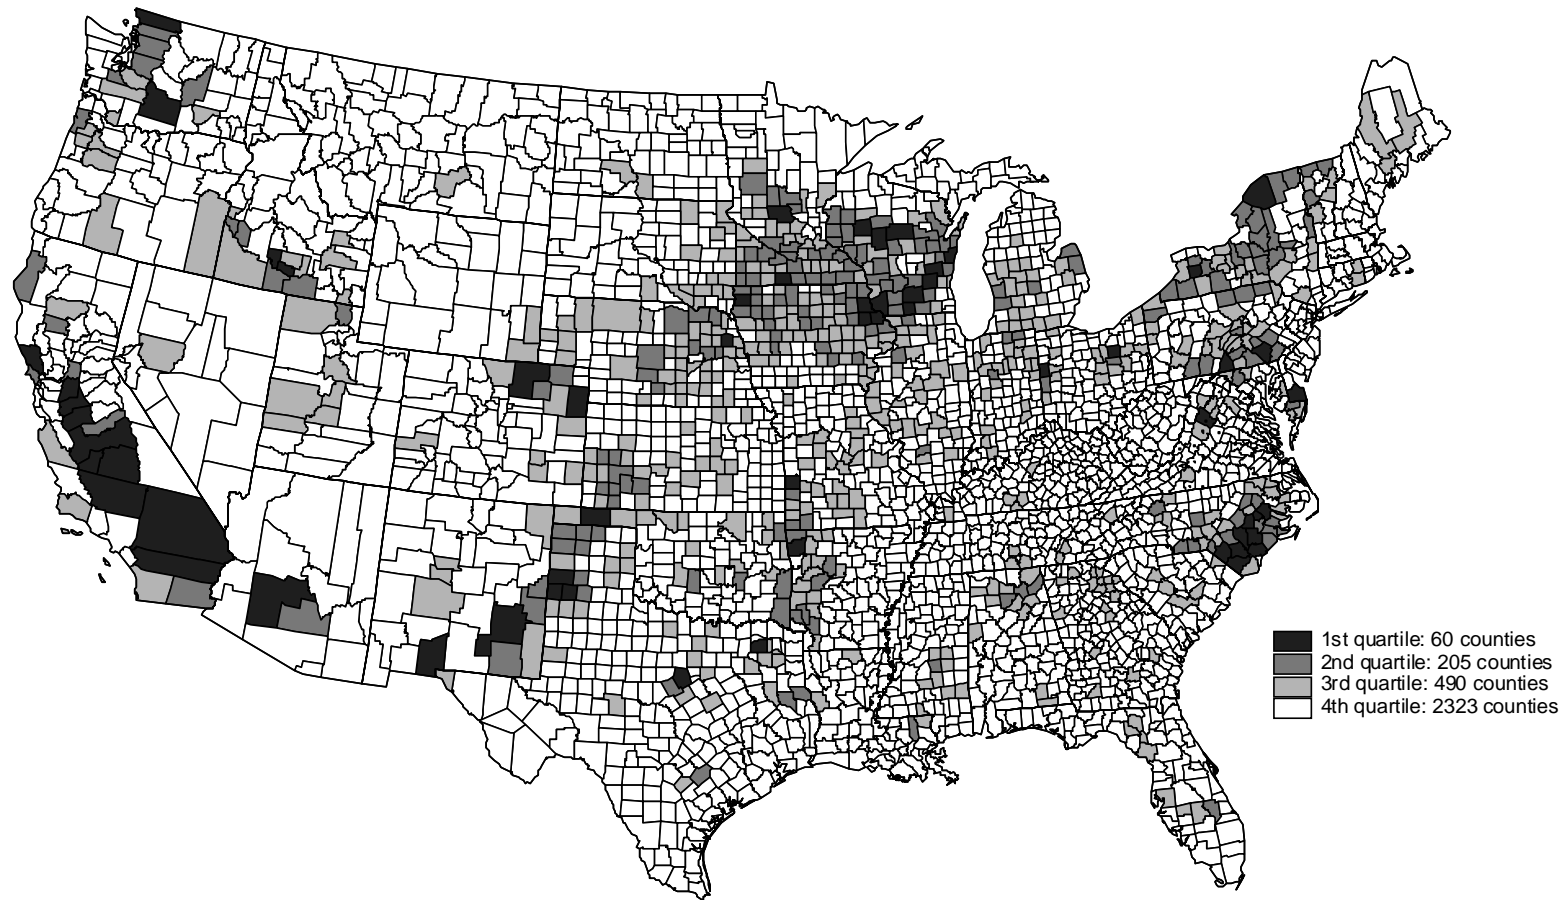 1st quartile: 60 counties
2nd quartile: 205 counties
3rd quartile: 490 counties
4th quartile: 2323 counties